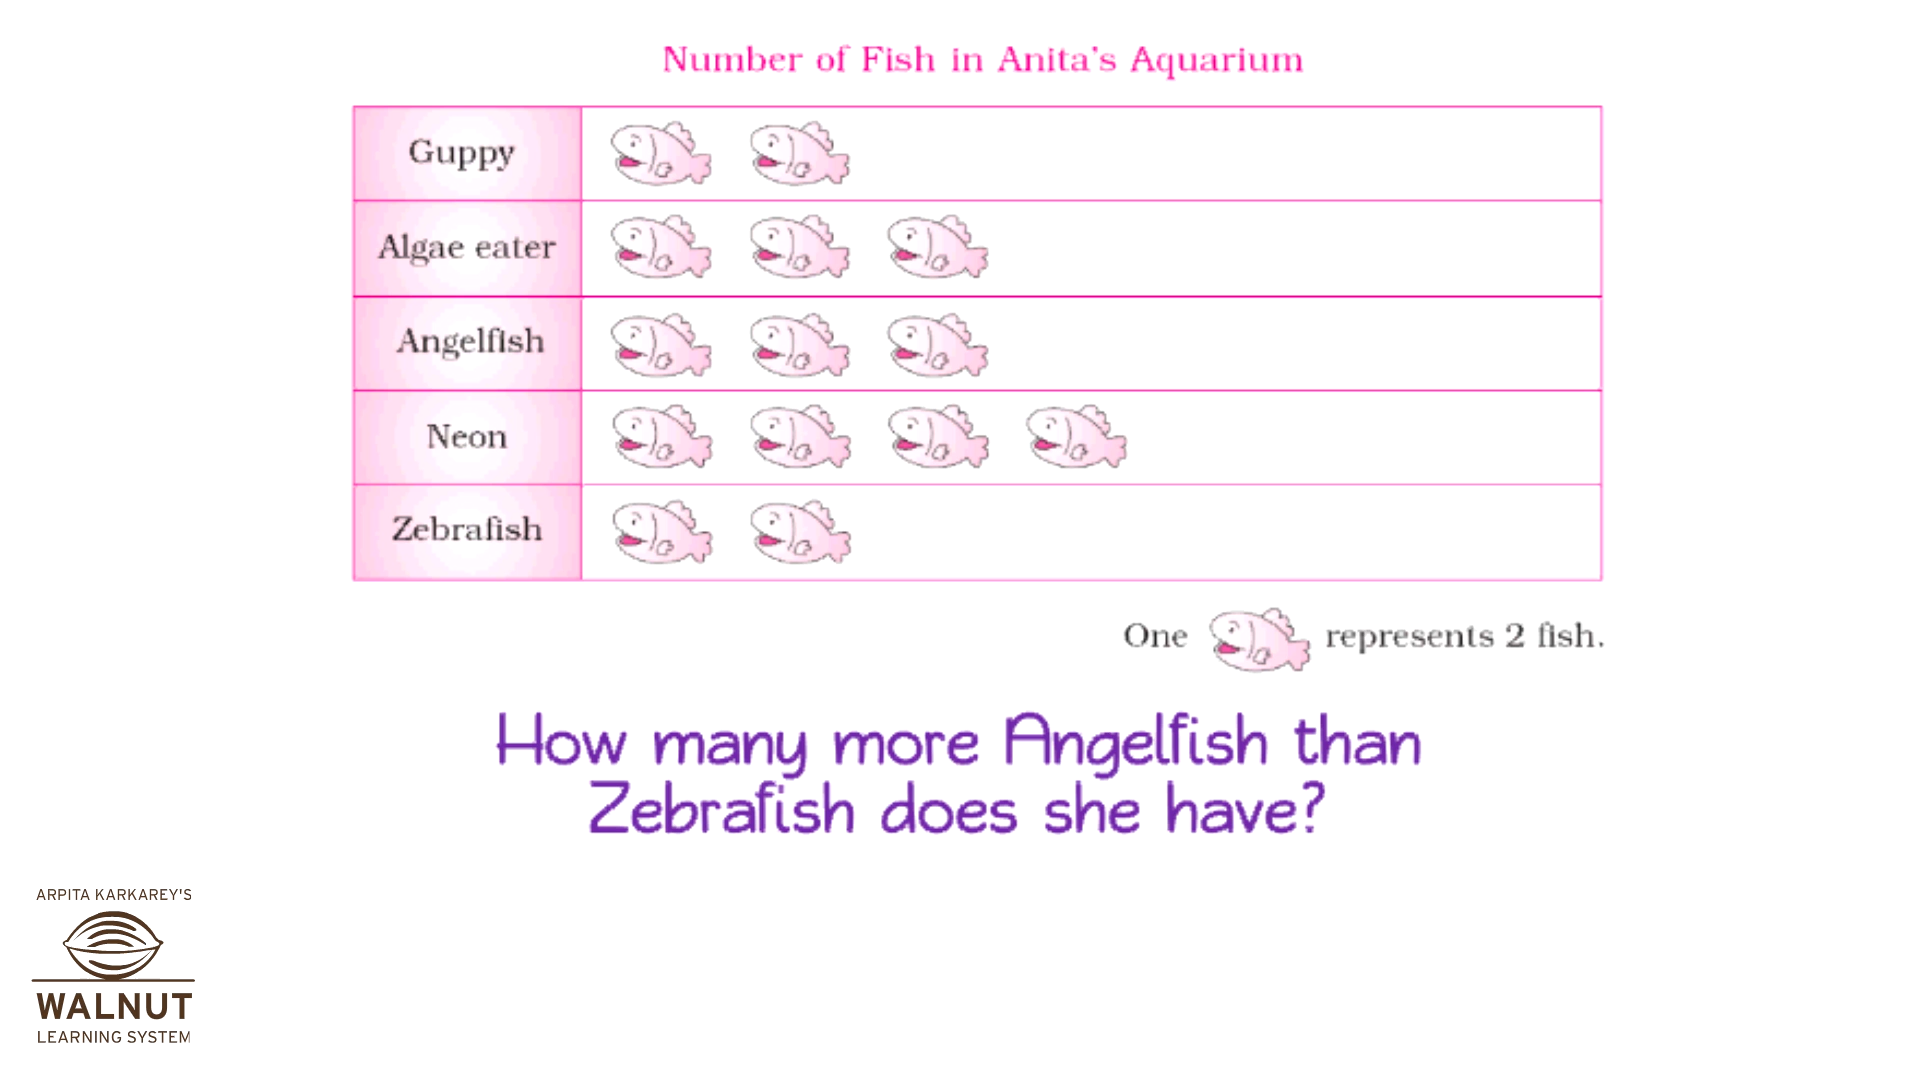 Number of Fish in Anita's Aquarium
Guppy
Algae eater
Angelfish
Neon
Zebrafish
One represents 2 fish.
How many more Angelfish than
Zebrafish does she have?
ARPITA KARKAREY'S
WALNUT
LEARNING SYSTEM